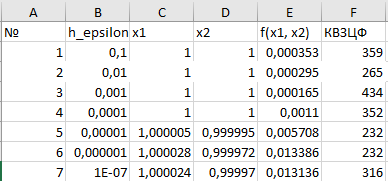 A B C D E F
№ h_epsilon x1 x2 f(x1, x2) КВЗЦФ
1 0,1 1 1 0,000353 359
2 0,01 1 1 0,000295 265
3 0,001 1 1 0,000165 434
4 0,0001 1 1 0,0011 352
5 0,00001 1,000005 0,999995 0,005708 232
6 0,000001 1,000028 0,999972 0,013386 232
7 1E-07 1,000024 0,99997 0,013136 316